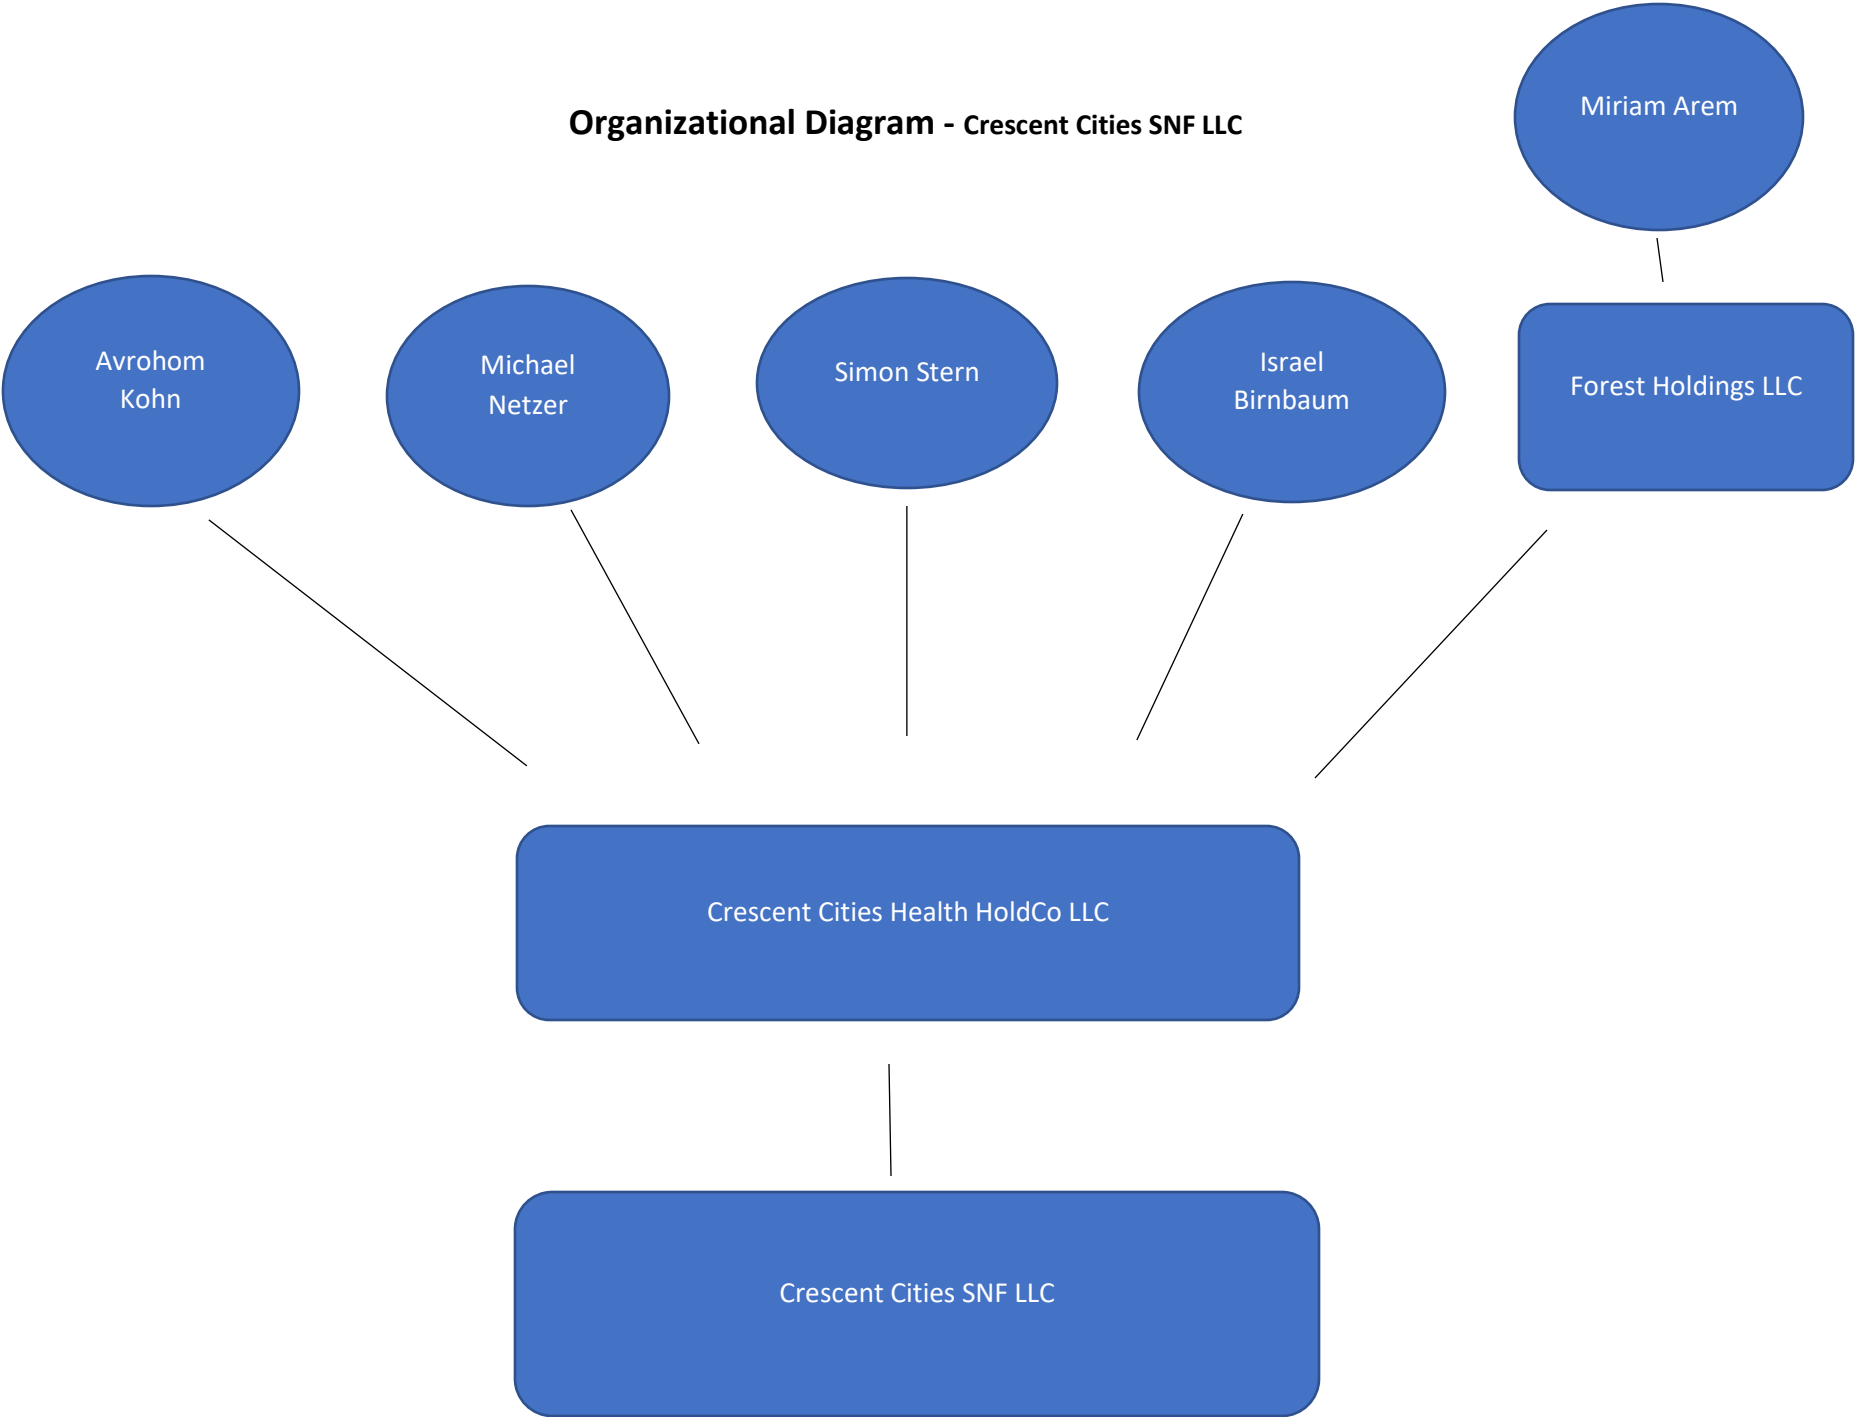 Miriam Arem
Organizational Diagram - Crescent Cities SNF LLC
Avrohom
Kohn
Michael
Netzer
Simon Stern
Israel
Birnbaum
Forest Holdings LLC
Crescent Cities Health HoldCo LLC
Crescent Cities SNF LLC